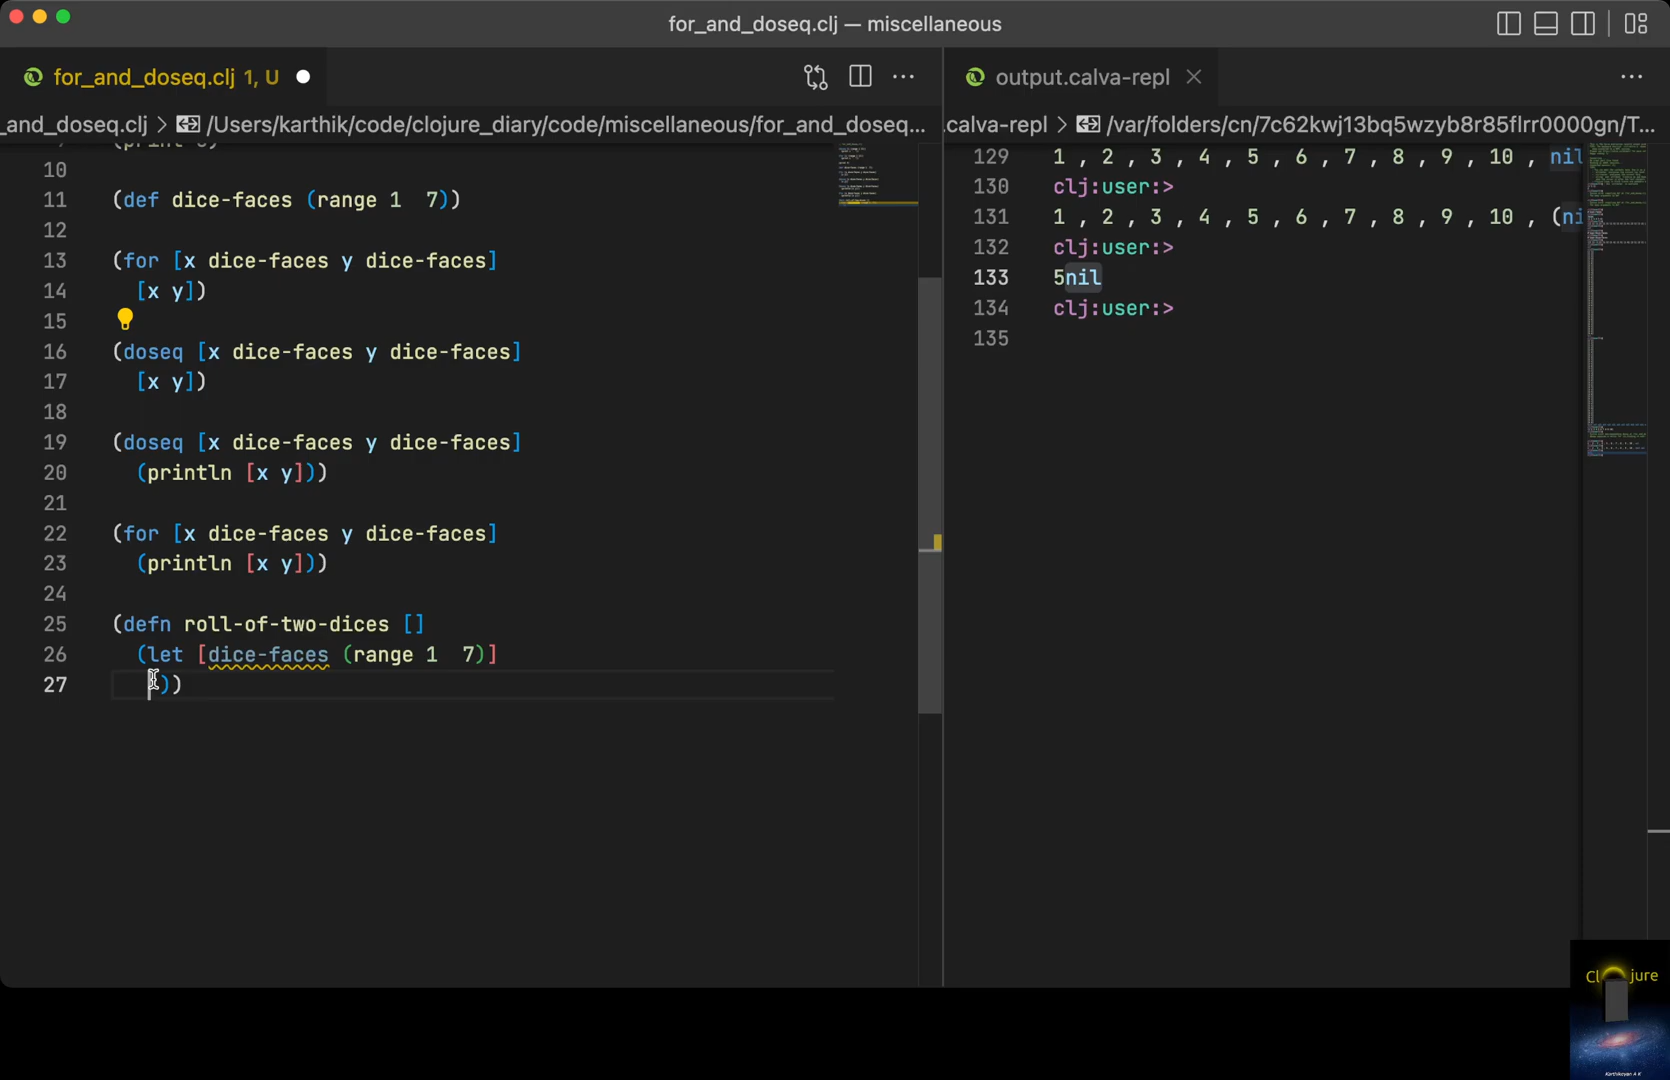 for_and_doseq.clj — miscellaneous
for_and_doseq.clj 1, U
output.calva-repl
_and_doseq.clj > /Users/karthik/code/clojure_diary/code/miscellaneous/for_and_doseq...
.calva-repl > /var/folders/cn/7c62kwj13bq5wzyb8r85flrr0000gn/T...
10
11 (def dice-faces (range 1  7))
12
13 (for [x dice-faces y dice-faces]
14 [x y])
15
16 (doseq [x dice-faces y dice-faces]
17 [x y])
18
19 (doseq [x dice-faces y dice-faces]
20 (println [x y]))
21
22 (for [x dice-faces y dice-faces]
23 (println [x y]))
24
25 (defn roll-of-two-dices []
26 (let [dice-faces (range 1  7)]
27 ))
129 1 , 2 , 3 , 4 , 5 , 6 , 7 , 8 , 9 , 10 , nil
130 clj:user:>
131 1 , 2 , 3 , 4 , 5 , 6 , 7 , 8 , 9 , 10 , (ni
132 clj:user:>
133 5nil
134 clj:user:>
135
Clojure
Karthikeyan A K